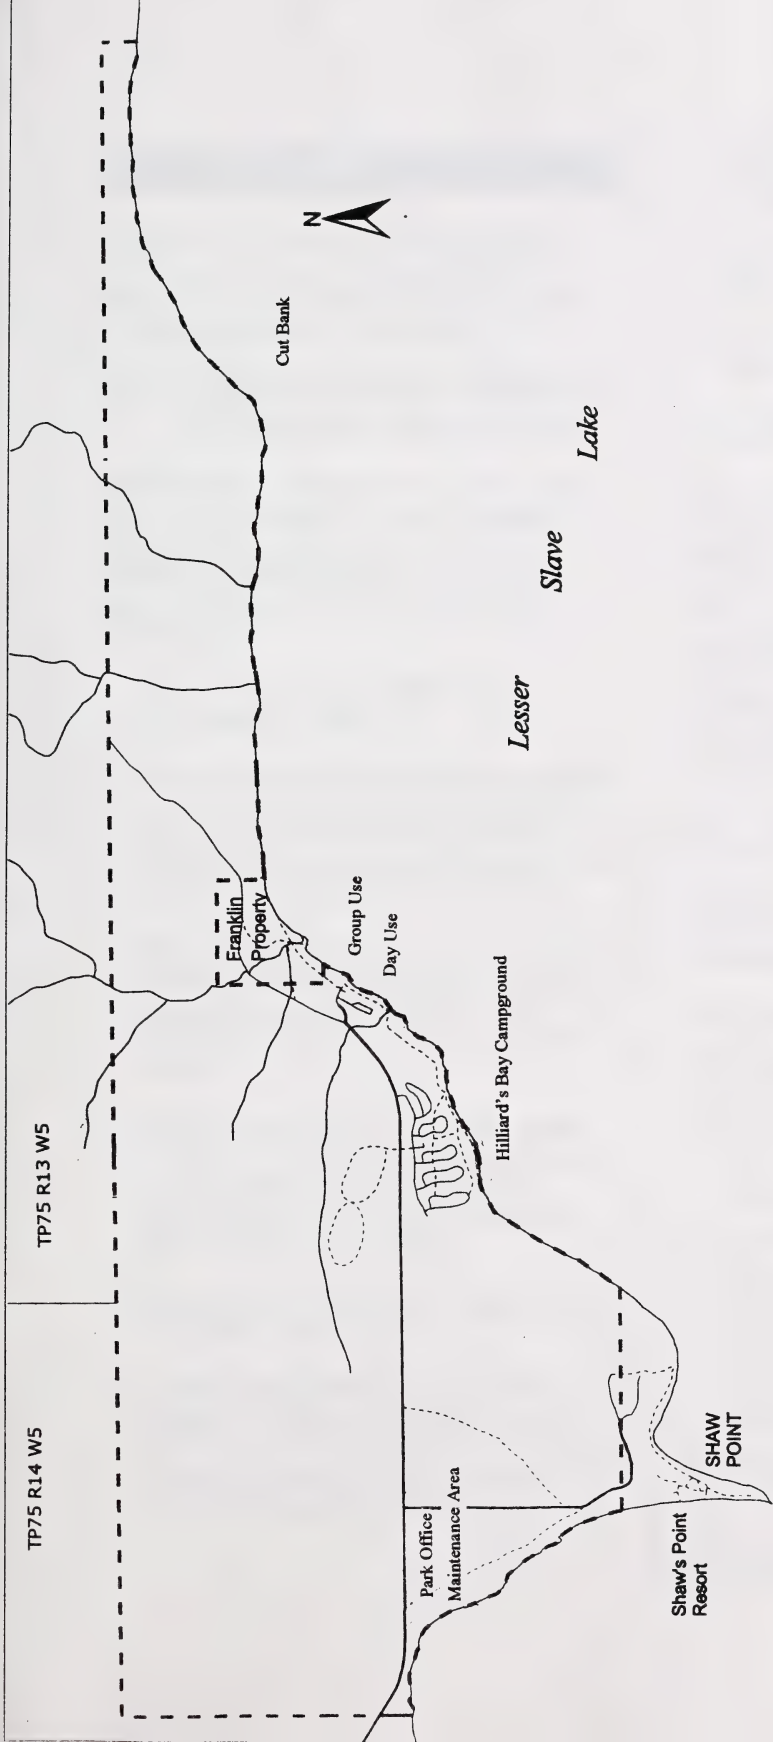 TP75 R14 W5
TP75 R13 W5
N
Cut Bank
Franklin
Property
Group Use
Day Use
Hilliard's Bay Campground
Lesser
Slave
Lake
Park Office
Maintenance Area
Shaw's Point
Resort
SHAW
POINT